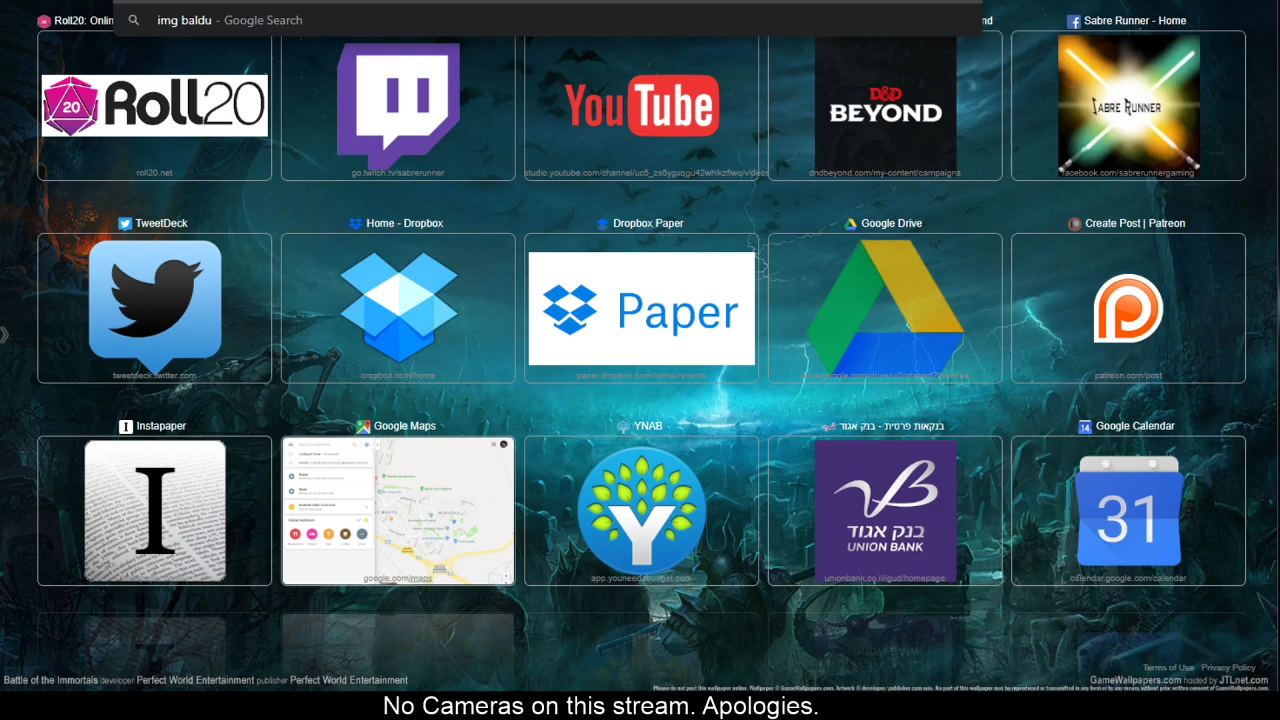 img baldu - Google Search
Roll20: Onlin
nd
Sabre Runner - Home
20 Roll20
YouTube
D&D
BEYOND
SABRE RUNNER
roll20.net
go.twitch.tv/sabrerunner
dndbeyond.com/my-content/campaigns
facebook.com/sabrerunnergaming
TweetDeck
Home - Dropbox
Dropbox Paper
Google Drive
Create Post | Patreon
Paper
tweetdeck.twitter.com
dropbox.com/home
patreon.com/post
Instapaper
Google Maps
YNAB
בנקאות פרטית - בנק אגוד
14 Google Calendar
I
Y
בנק אגוד
UNION BANK
31
google.com/maps
app.youneedabudget.com
unionbank.co.il/igud/homepage
calendar.google.com/calendar
Terms of Use Privacy Policy
Battle of the Immortals developer Perfect World Entertainment publisher Perfect World Entertainment
GameWallpapers.com hosted by JTLnet.com
No Cameras on this stream. Apologies.